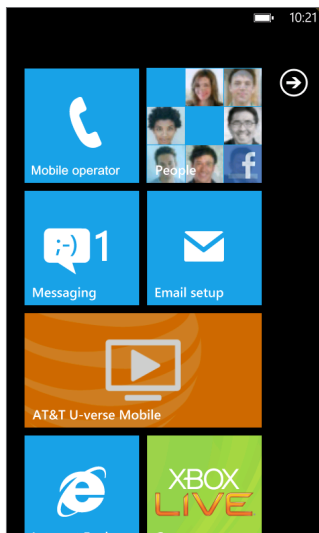 10:21
Mobile operator
People
f
;-) 1
Messaging
Email setup
AT&T U-verse Mobile
XBOX
LIVE